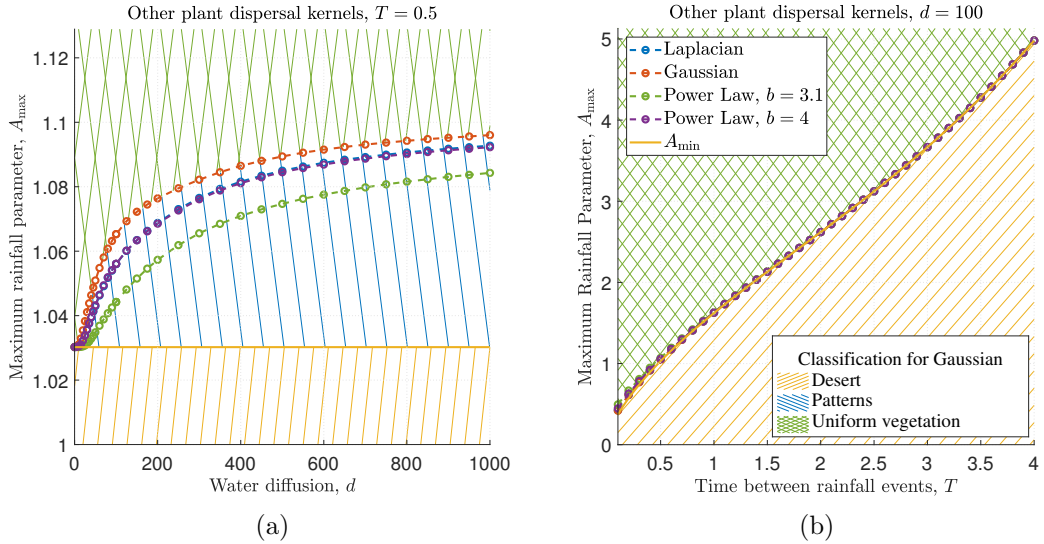 Other plant dispersal kernels, T = 0.5
Maximum rainfall parameter, A_max
1.12
1.1
1.08
1.06
1.04
1.02
1
0
200
400
600
800
1000
Water diffusion, d
(a)
Other plant dispersal kernels, d = 100
Maximum Rainfall Parameter, A_max
5
4
3
2
1
0
Laplacian
Gaussian
Power Law, b = 3.1
Power Law, b = 4
A_min
Classification for Gaussian
Desert
Patterns
Uniform vegetation
0.5
1
1.5
2
2.5
3
3.5
4
Time between rainfall events, T
(b)